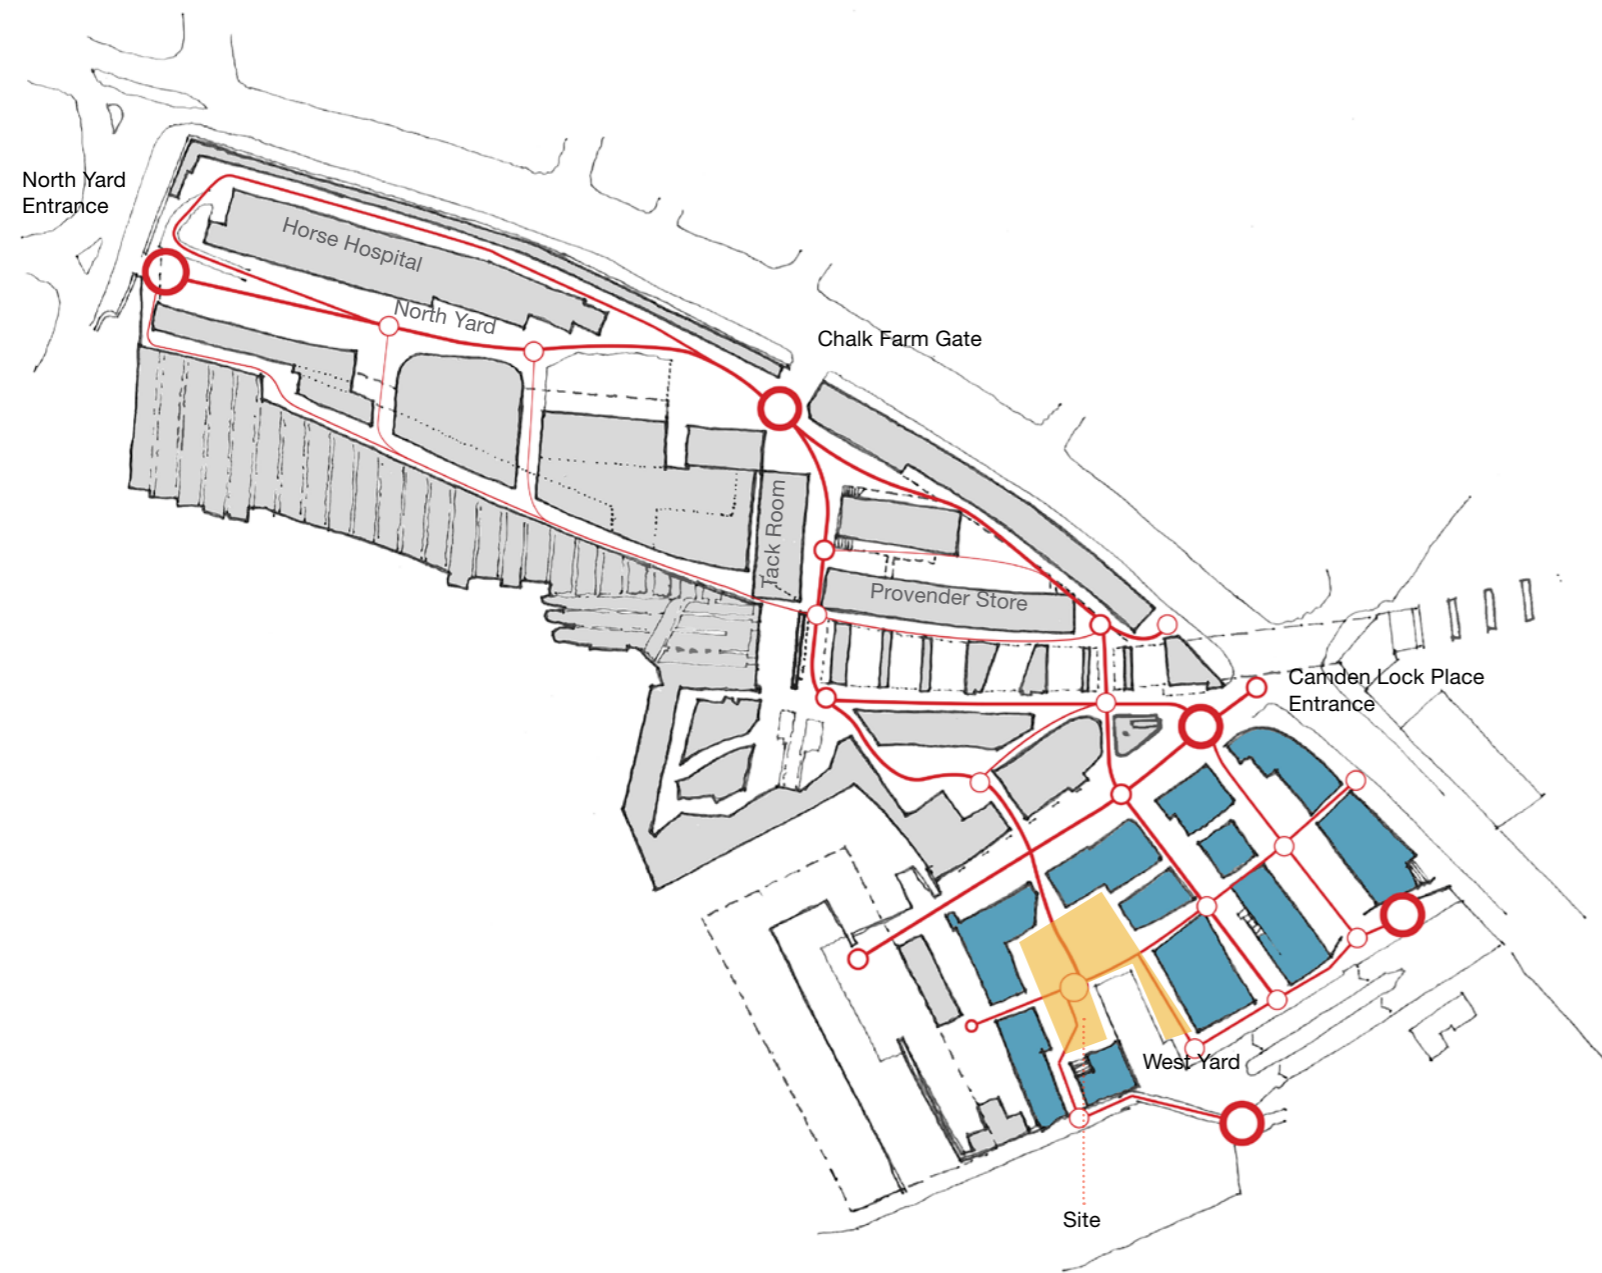 North Yard
Entrance
Horse Hospital
North Yard
Chalk Farm Gate
Tack Room
Provender Store
Camden Lock Place
Entrance
West Yard
Site